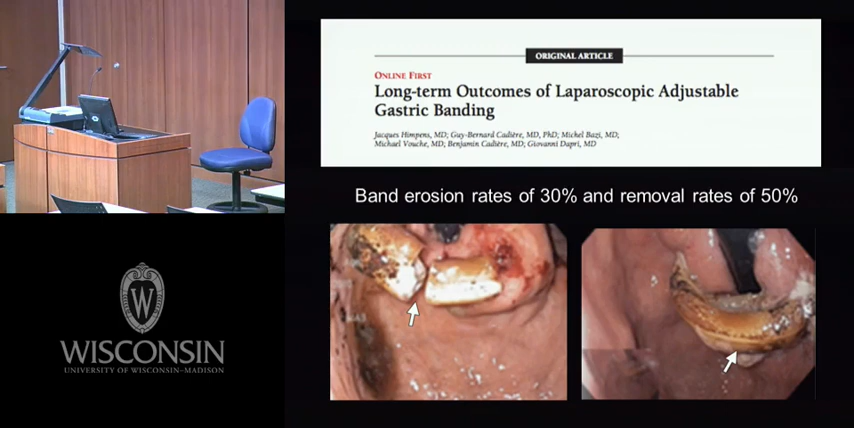 ORIGINAL ARTICLE
ONLINE FIRST
Long-term Outcomes of Laparoscopic Adjustable
Gastric Banding
Jacques Himpens, MD; Guy-Bernard Cadière, MD, PhD; Michel Bazi, MD;
Michael Vouche, MD; Benjamin Cadière, MD; Giovanni Dapri, MD
Band erosion rates of 30% and removal rates of 50%
W
WISCONSIN
UNIVERSITY OF WISCONSIN–MADISON